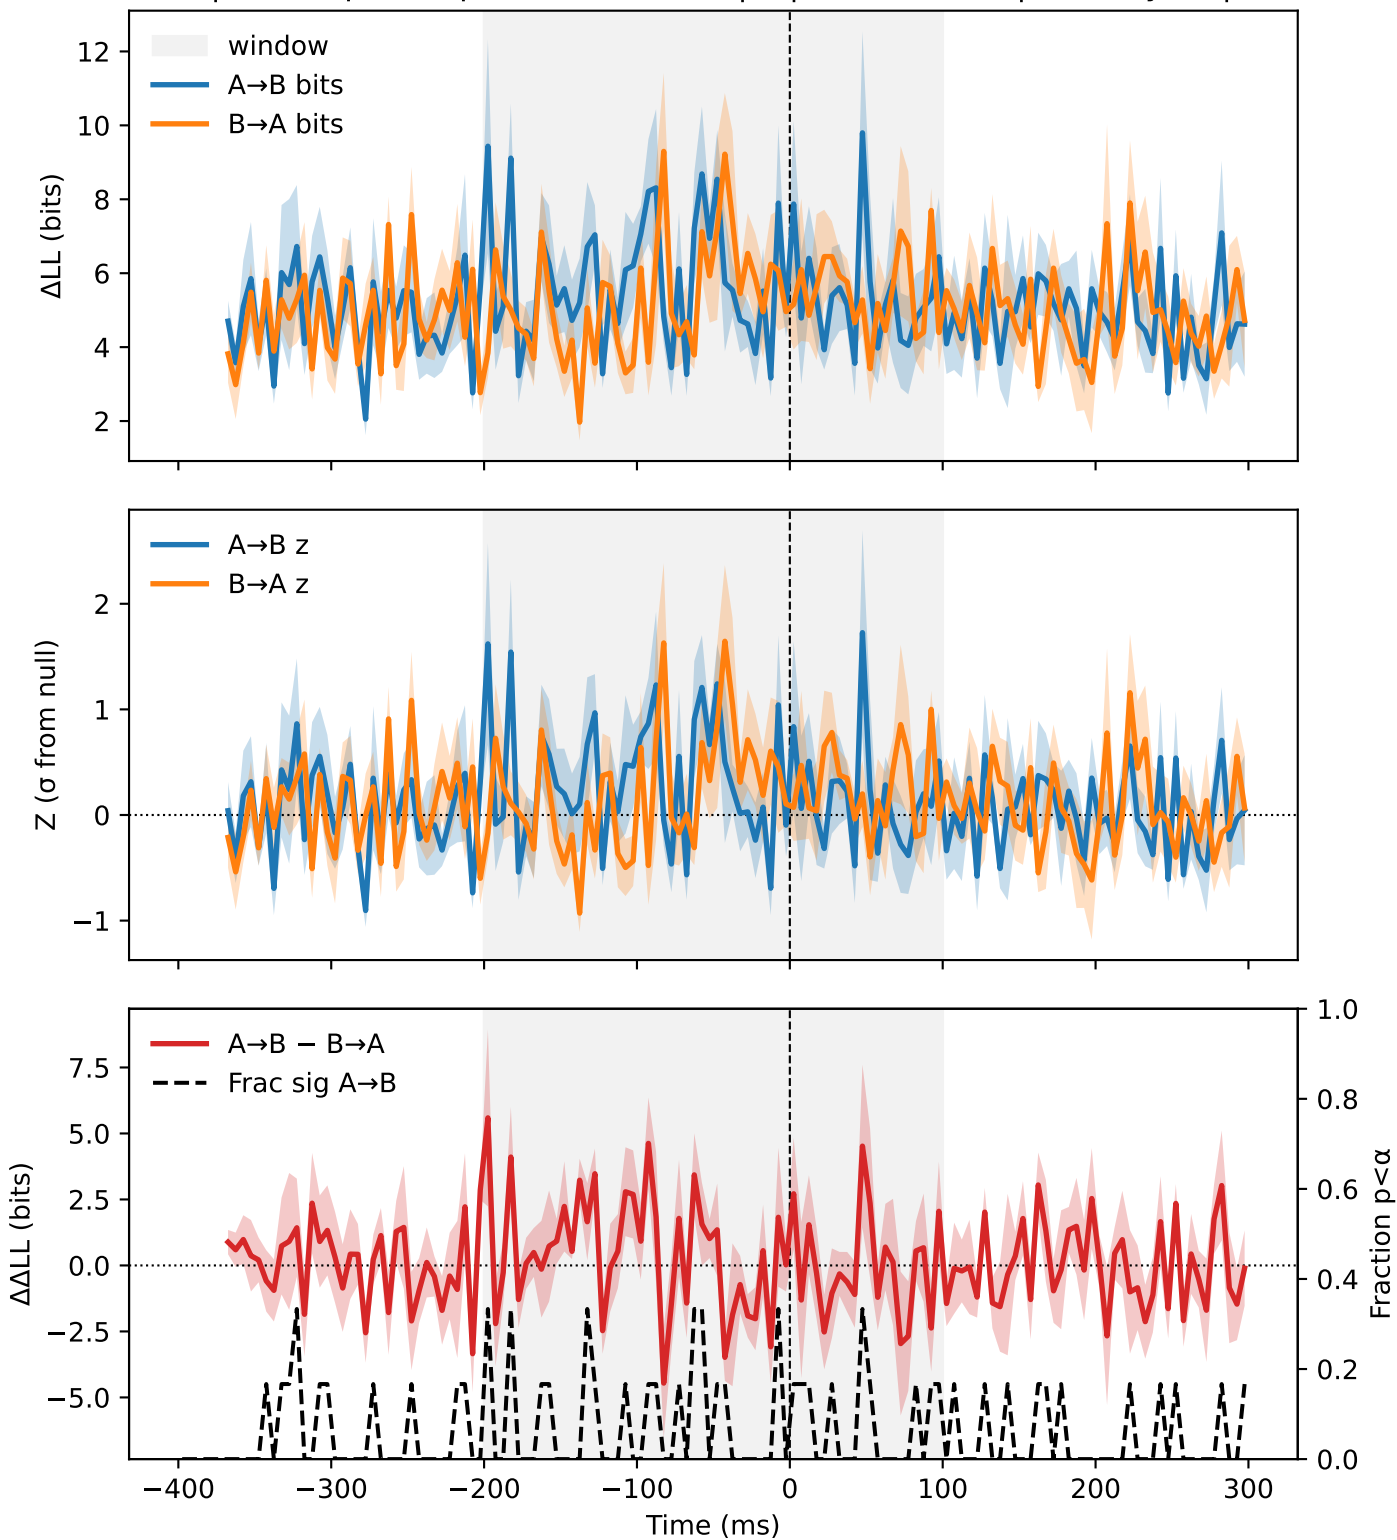 window
A→B bits
B→A bits
ΔLL (bits)
12
10
8
6
4
2
A→B z
B→A z
Z (σ from null)
2
1
0
−1
A→B − B→A
Frac sig A→B
ΔΔLL (bits)
7.5
5.0
2.5
0.0
−2.5
−5.0
1.0
0.8
0.6
0.4
0.2
0.0
Fraction p<α
−400 −300 −200 −100 0 100 200 300
Time (ms)